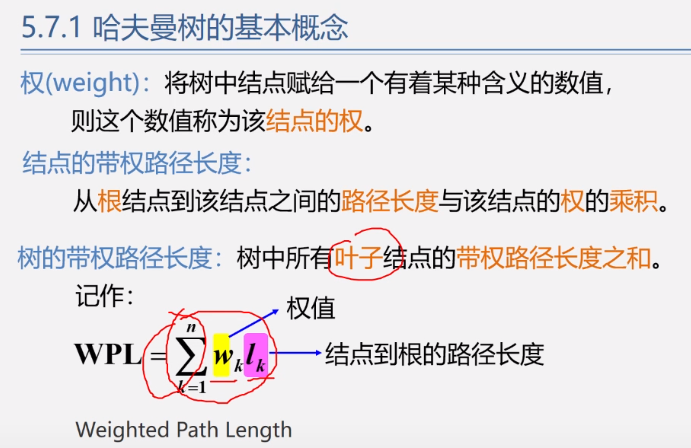 5.7.1 哈夫曼树的基本概念
权(weight)：将树中结点赋给一个有着某种含义的数值，
则这个数值称为该结点的权。
结点的带权路径长度：
从根结点到该结点之间的路径长度与该结点的权的乘积。
树的带权路径长度：树中所有叶子结点的带权路径长度之和。
记作：
权值
WPL = ∑ₖ₌₁ⁿ wₖlₖ
结点到根的路径长度
Weighted Path Length